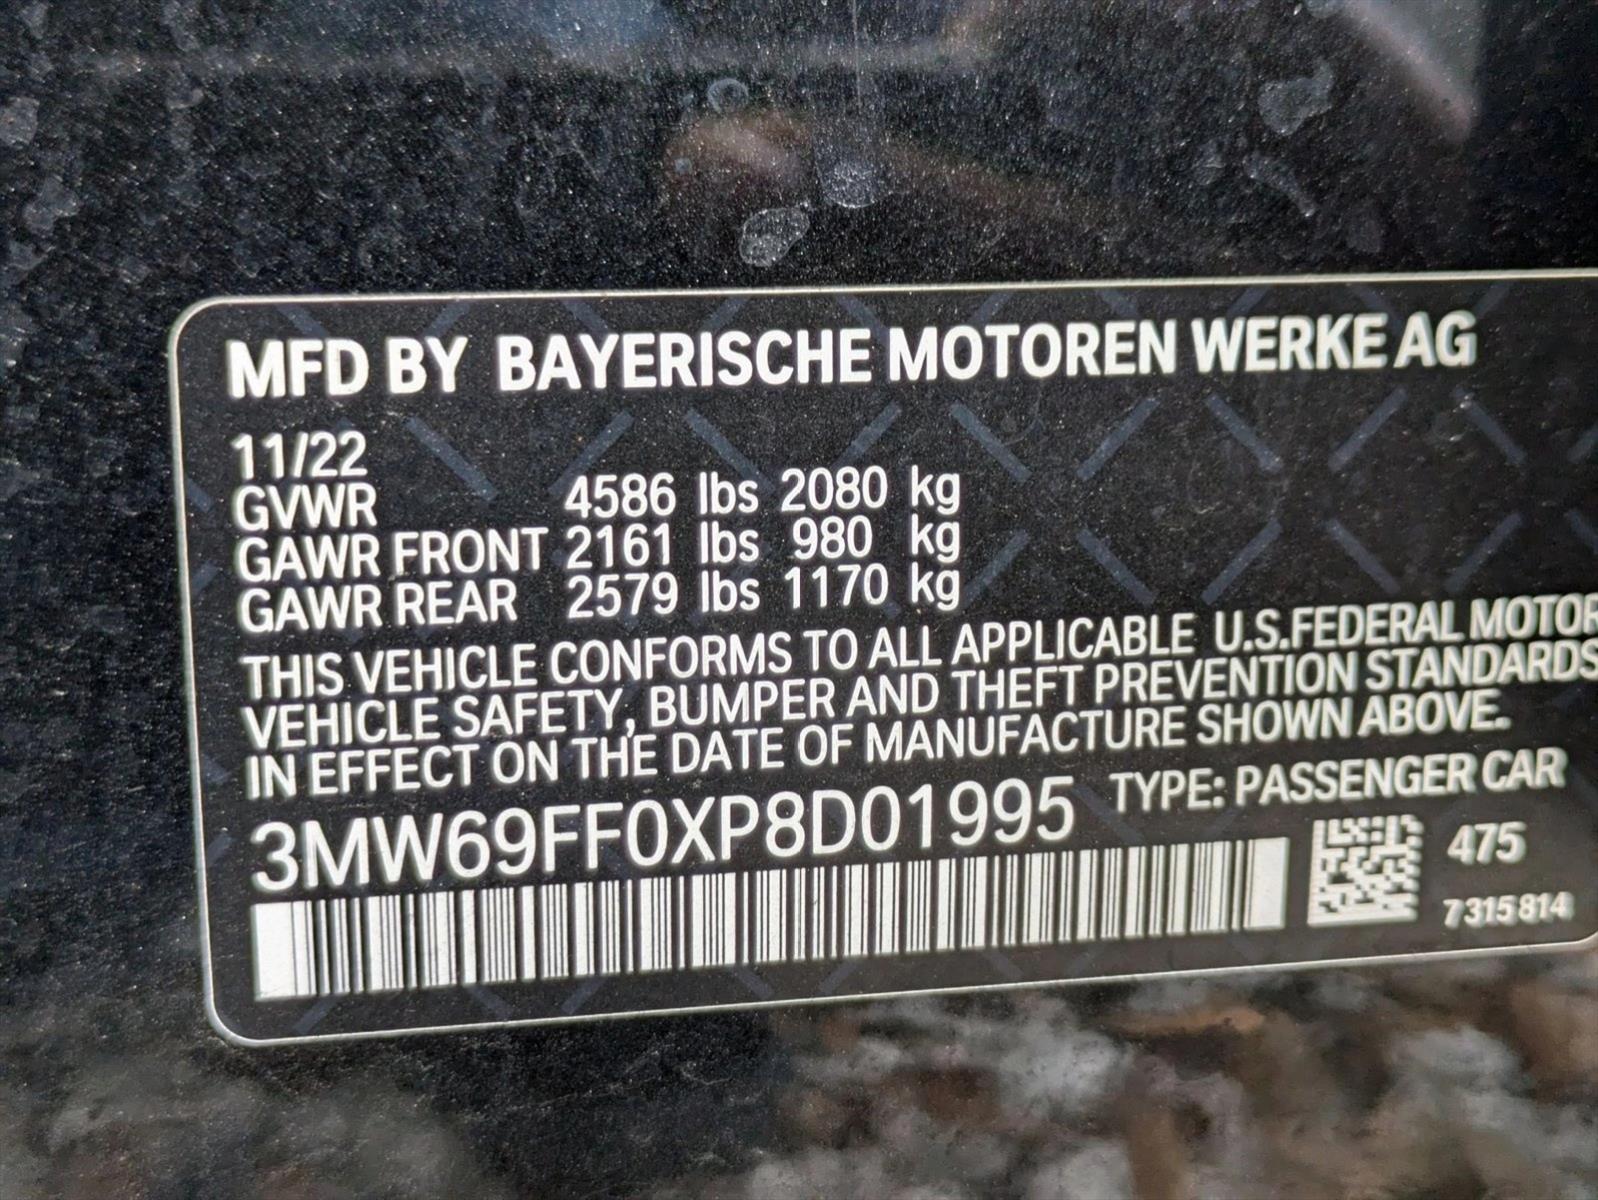 MFD BY BAYERISCHE MOTOREN WERKE AG
11/22
GVWR 4586 lbs 2080 kg
GAWR FRONT 2161 lbs 980 kg
GAWR REAR 2579 lbs 1170 kg
THIS VEHICLE CONFORMS TO ALL APPLICABLE U.S.FEDERAL MOTOR
VEHICLE SAFETY, BUMPER AND THEFT PREVENTION STANDARDS
IN EFFECT ON THE DATE OF MANUFACTURE SHOWN ABOVE.
3MW69FF0XP8D01995 TYPE: PASSENGER CAR
475
7315814